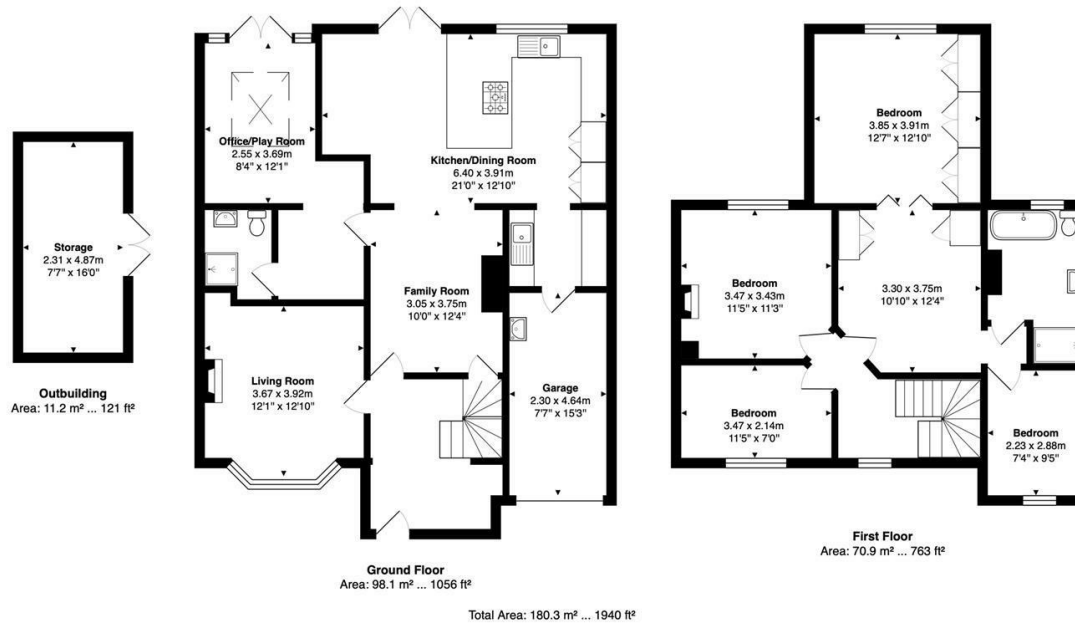 Storage
2.31 x 4.87m
7'7" x 16'0"
Outbuilding
Area: 11.2 m² ... 121 ft²
Office/Play Room
2.55 x 3.69m
8'4" x 12'1"
Kitchen/Dining Room
6.40 x 3.91m
21'0" x 12'10"
Family Room
3.05 x 3.75m
10'0" x 12'4"
Living Room
3.67 x 3.92m
12'1" x 12'10"
Garage
2.30 x 4.64m
7'7" x 15'3"
Ground Floor
Area: 98.1 m² ... 1056 ft²
Bedroom
3.85 x 3.91m
12'7" x 12'10"
Bedroom
3.47 x 3.43m
11'5" x 11'3"
3.30 x 3.75m
10'10" x 12'4"
Bedroom
3.47 x 2.14m
11'5" x 7'0"
Bedroom
2.23 x 2.88m
7'4" x 9'5"
First Floor
Area: 70.9 m² ... 763 ft²
Total Area: 180.3 m² ... 1940 ft²